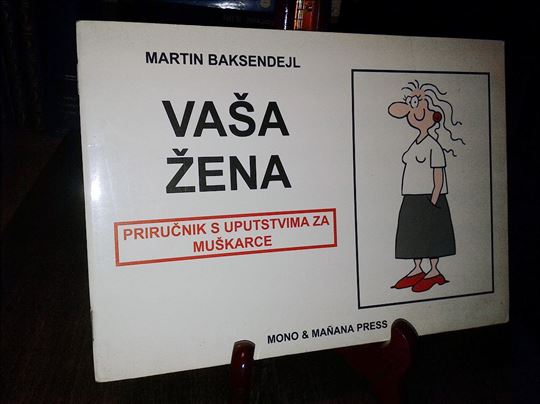 MARTIN BAKSENDEJL
VAŠA
ŽENA
PRIRUČNIK S UPUTSTVIMA ZA
MUŠKARCE
MONO & MAÑANA PRESS